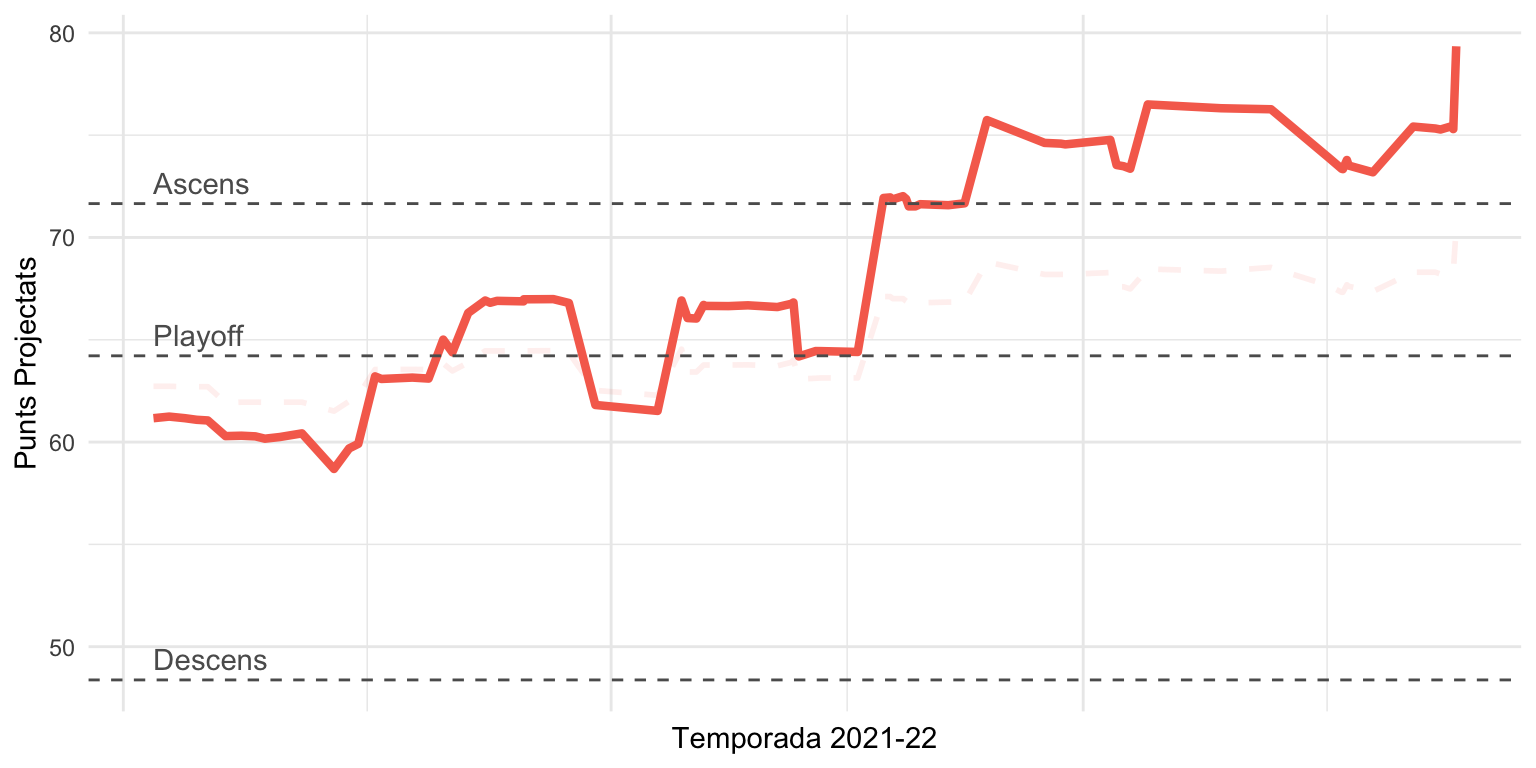 80
Ascens
70
Playoff
60
50
Descens
Punts Projectats
Temporada 2021-22